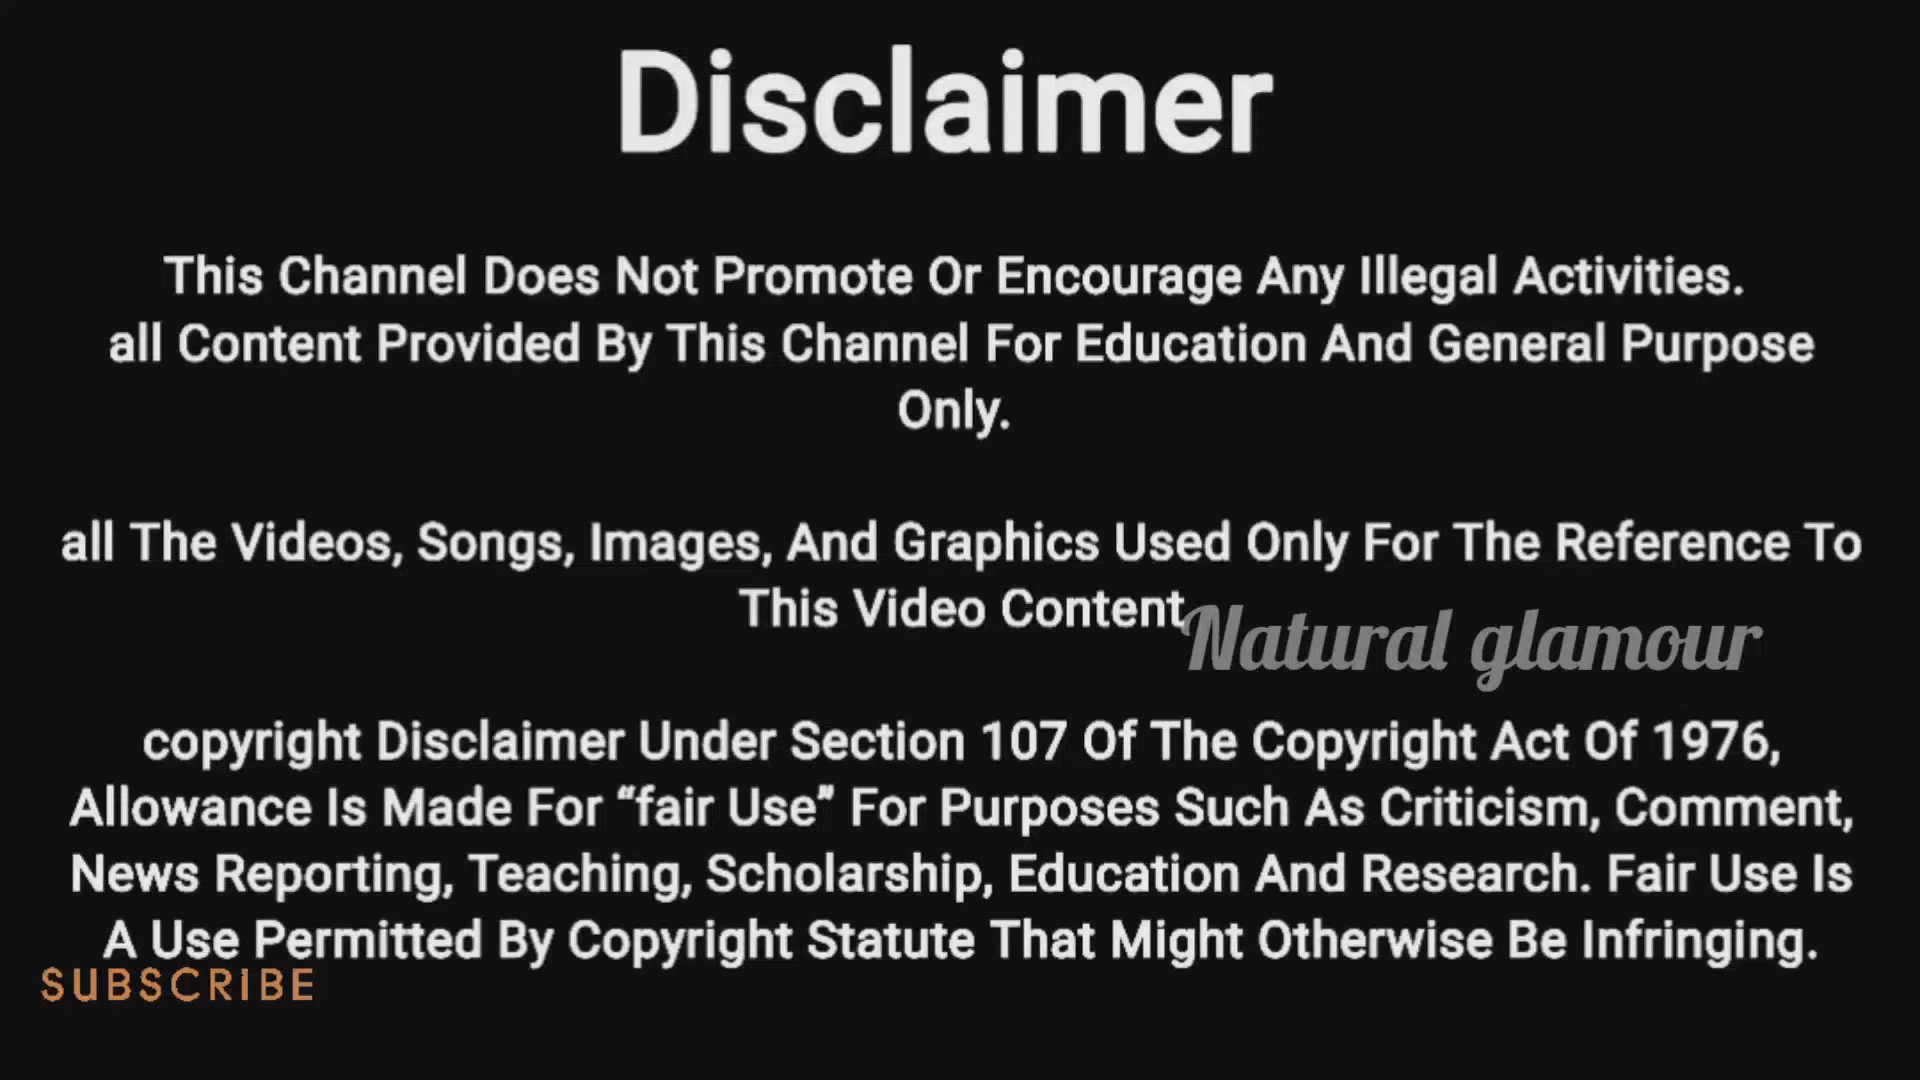 Disclaimer
This Channel Does Not Promote Or Encourage Any Illegal Activities.
all Content Provided By This Channel For Education And General Purpose
Only.
all The Videos, Songs, Images, And Graphics Used Only For The Reference To
This Video Content
Natural glamour
copyright Disclaimer Under Section 107 Of The Copyright Act Of 1976,
Allowance Is Made For “fair Use” For Purposes Such As Criticism, Comment,
News Reporting, Teaching, Scholarship, Education And Research. Fair Use Is
A Use Permitted By Copyright Statute That Might Otherwise Be Infringing.
SUBSCRIBE